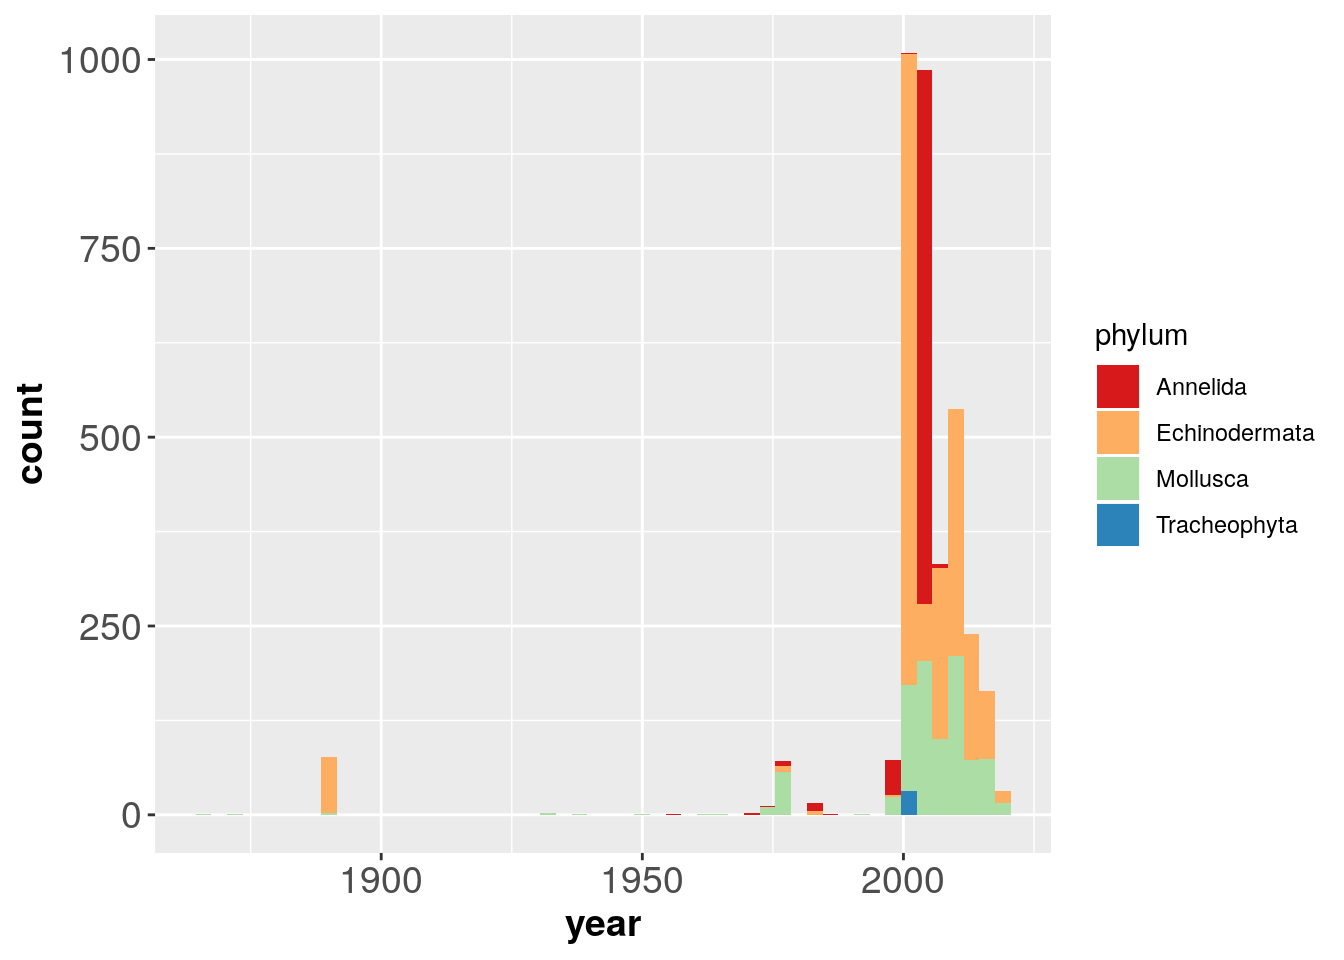 1000
750
500
250
0
count
1900
1950
2000
year
phylum
Annelida
Echinodermata
Mollusca
Tracheophyta